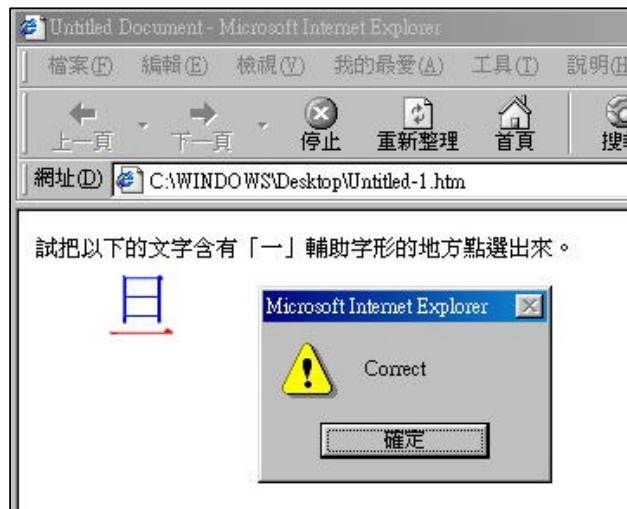 Untitled Document - Microsoft Internet Explorer
檔案(F) 編輯(E) 檢視(V) 我的最愛(A) 工具(T) 說明(H
上一頁 下一頁 停止 重新整理 首頁
網址(D) C:\WINDOWS\Desktop\Untitled-1.htm
試把以下的文字含有「一」輔助字形的地方點選出來。
旦
Microsoft Internet Explorer
Correct
確定